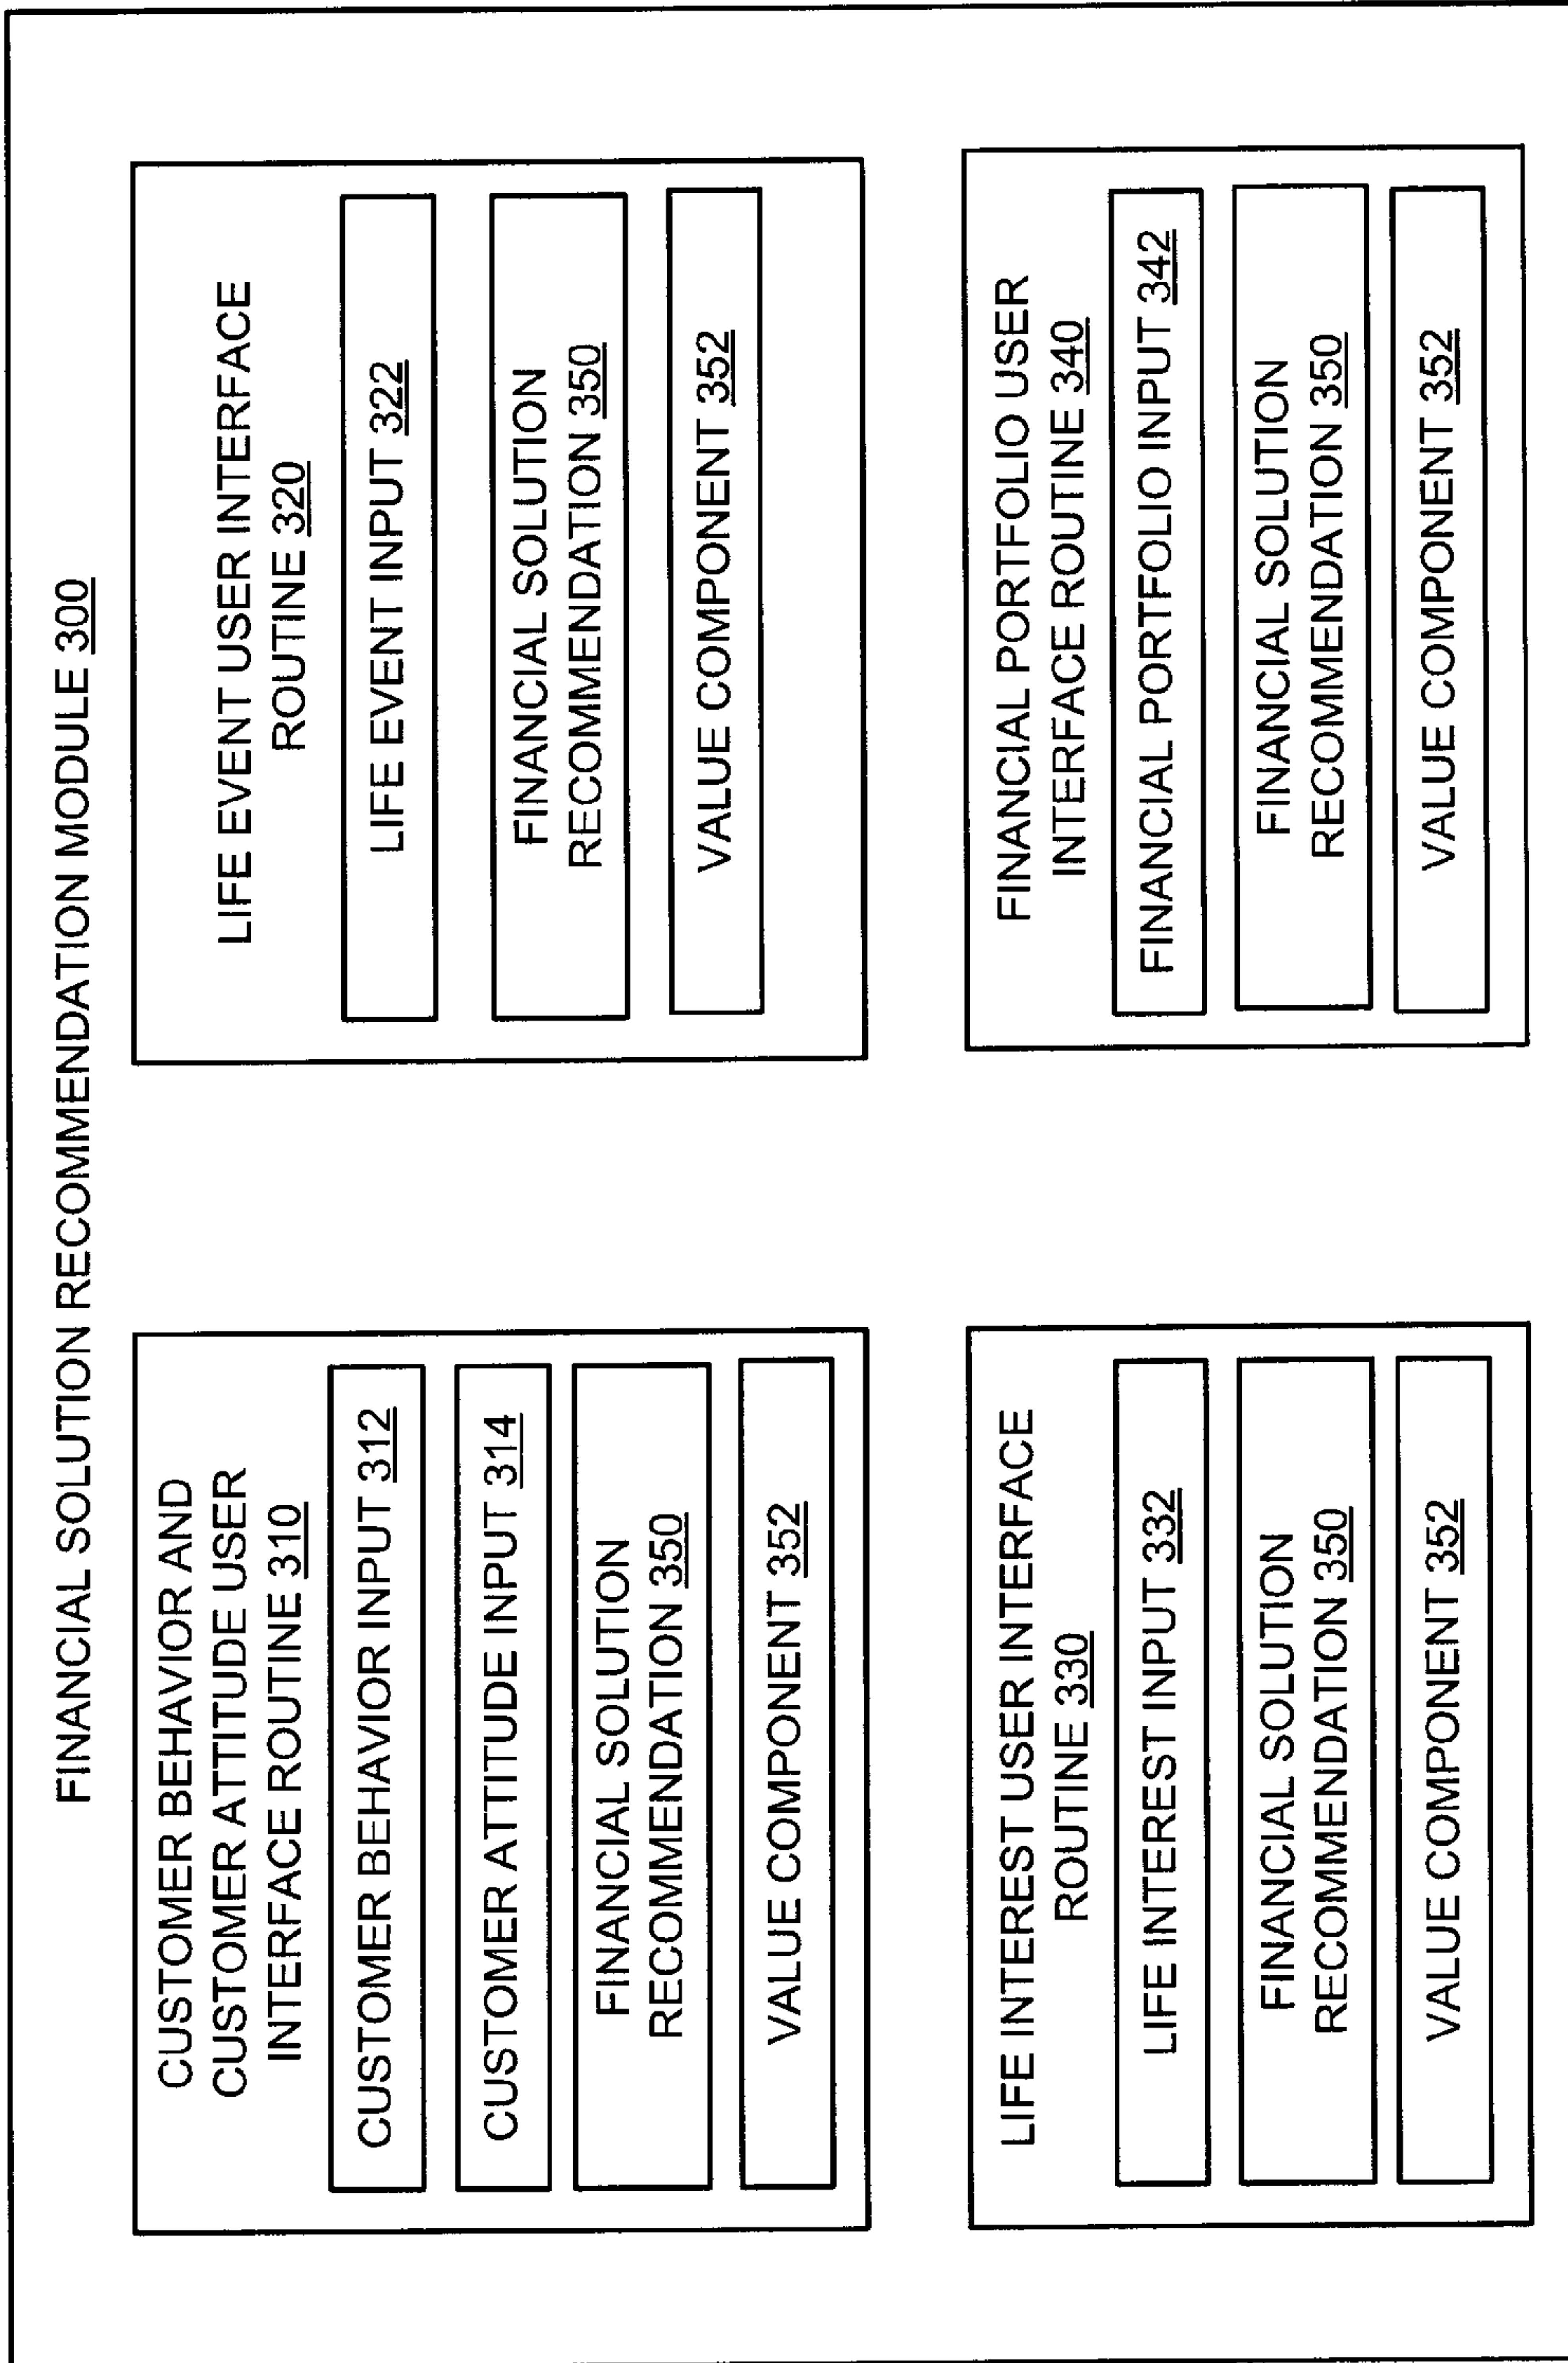 FINANCIAL SOLUTION RECOMMENDATION MODULE 300
CUSTOMER BEHAVIOR AND
CUSTOMER ATTITUDE USER
INTERFACE ROUTINE 310
CUSTOMER BEHAVIOR INPUT 312
CUSTOMER ATTITUDE INPUT 314
FINANCIAL SOLUTION
RECOMMENDATION 350
VALUE COMPONENT 352
LIFE EVENT USER INTERFACE
ROUTINE 320
LIFE EVENT INPUT 322
FINANCIAL SOLUTION
RECOMMENDATION 350
VALUE COMPONENT 352
LIFE INTEREST USER INTERFACE
ROUTINE 330
LIFE INTEREST INPUT 332
FINANCIAL SOLUTION
RECOMMENDATION 350
VALUE COMPONENT 352
FINANCIAL PORTFOLIO USER
INTERFACE ROUTINE 340
FINANCIAL PORTFOLIO INPUT 342
FINANCIAL SOLUTION
RECOMMENDATION 350
VALUE COMPONENT 352